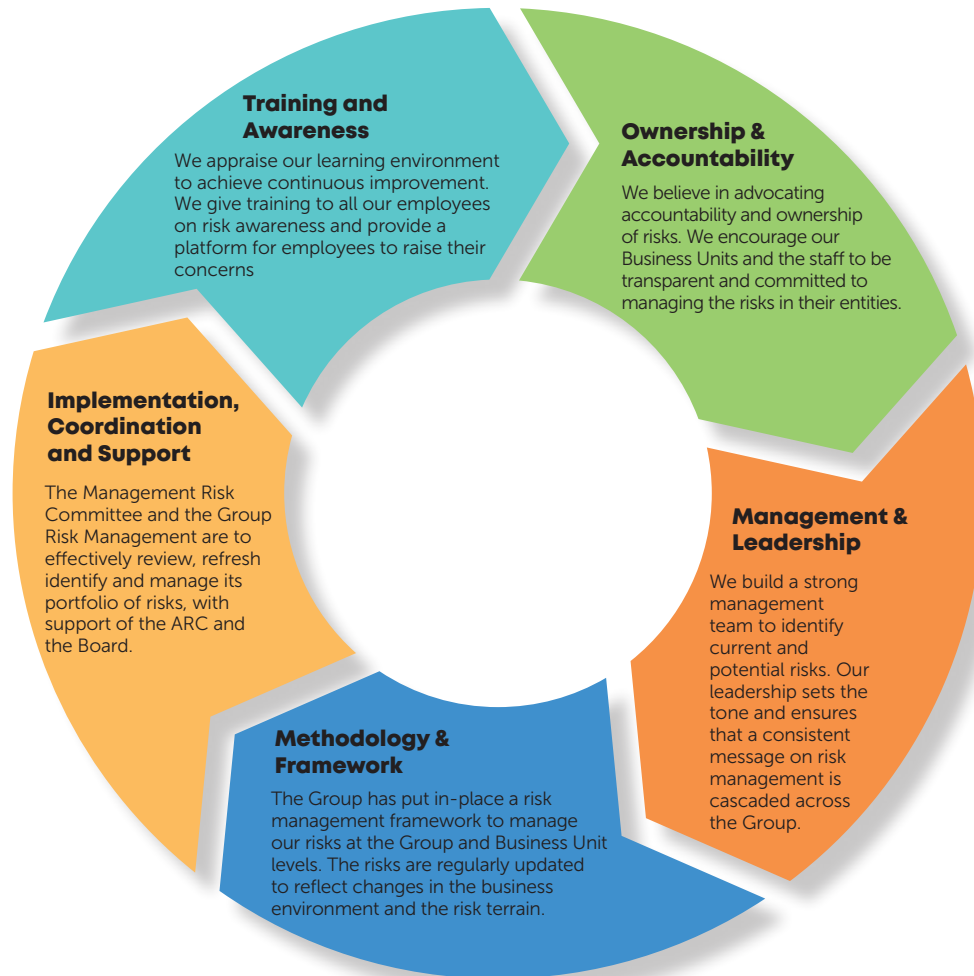 Training and
Awareness
We appraise our learning environment
to achieve continuous improvement.
We give training to all our employees
on risk awareness and provide a
platform for employees to raise their
concerns
Ownership &
Accountability
We believe in advocating
accountability and ownership
of risks. We encourage our
Business Units and the staff to be
transparent and committed to
managing the risks in their entities.
Management &
Leadership
We build a strong
management
team to identify
current and
potential risks. Our
leadership sets the
tone and ensures
that a consistent
message on risk
management is
cascaded across
the Group.
Methodology &
Framework
The Group has put in-place a risk
management framework to manage
our risks at the Group and Business Unit
levels. The risks are regularly updated
to reflect changes in the business
environment and the risk terrain.
Implementation,
Coordination
and Support
The Management Risk
Committee and the Group
Risk Management are to
effectively review, refresh
identify and manage its
portfolio of risks, with
support of the ARC and
the Board.